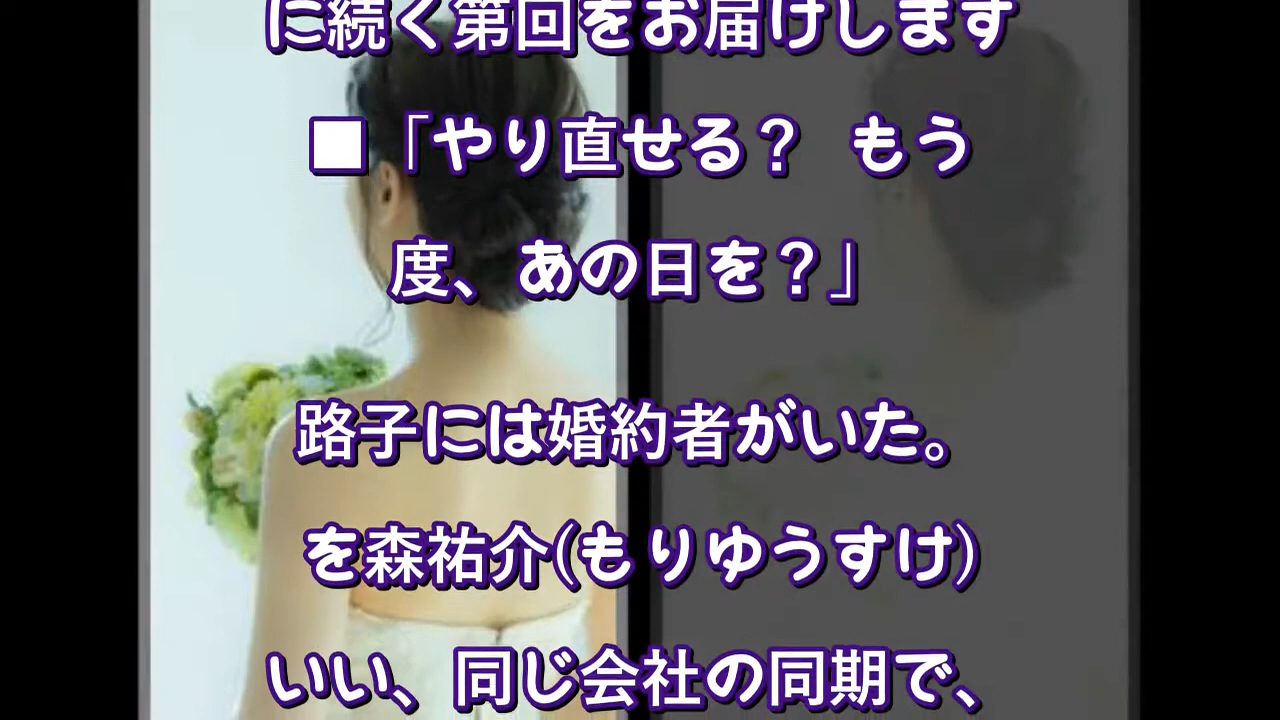 に続く第回をお届けします
■「やり直せる？　もう
度、あの日を？」
路子には婚約者がいた。
を森祐介(もりゆうすけ)
いい、同じ会社の同期で、